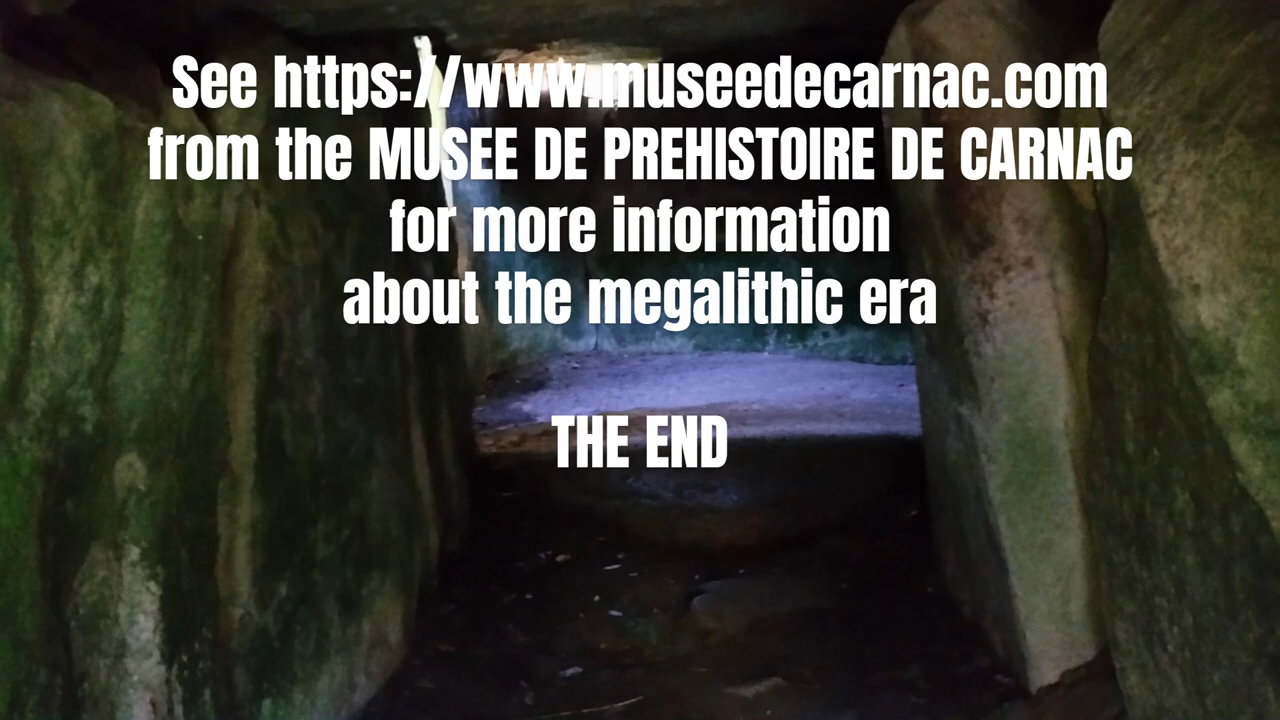 See https://www.museedecarnac.com
from the MUSEE DE PREHISTOIRE DE CARNAC
for more information
about the megalithic era
THE END